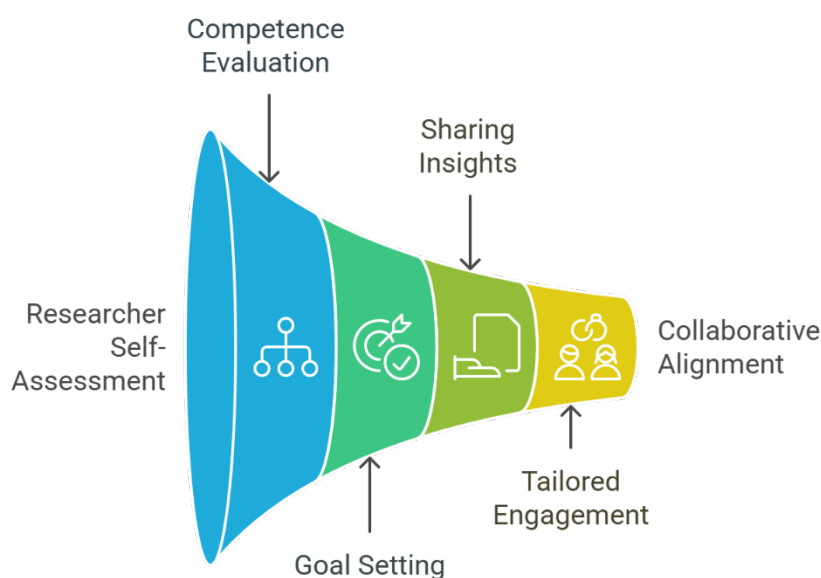 Competence
Evaluation
Sharing
Insights
Researcher
Self-
Assessment
Collaborative
Alignment
Tailored
Engagement
Goal Setting